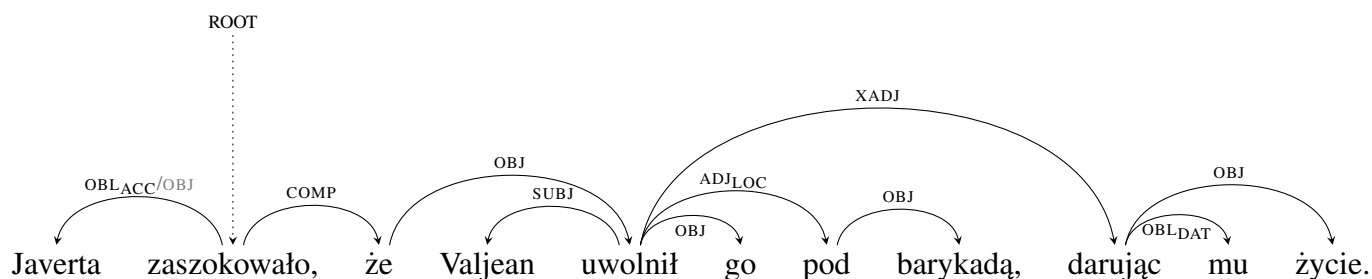 ROOT
XADJ
OBJ
OBJ
OBL_ACC/OBJ
COMP
SUBJ
ADJ_LOC
OBJ
OBJ
OBL_DAT
Javerta zaszokowało, że Valjean uwolnił go pod barykadą, darując mu życie.